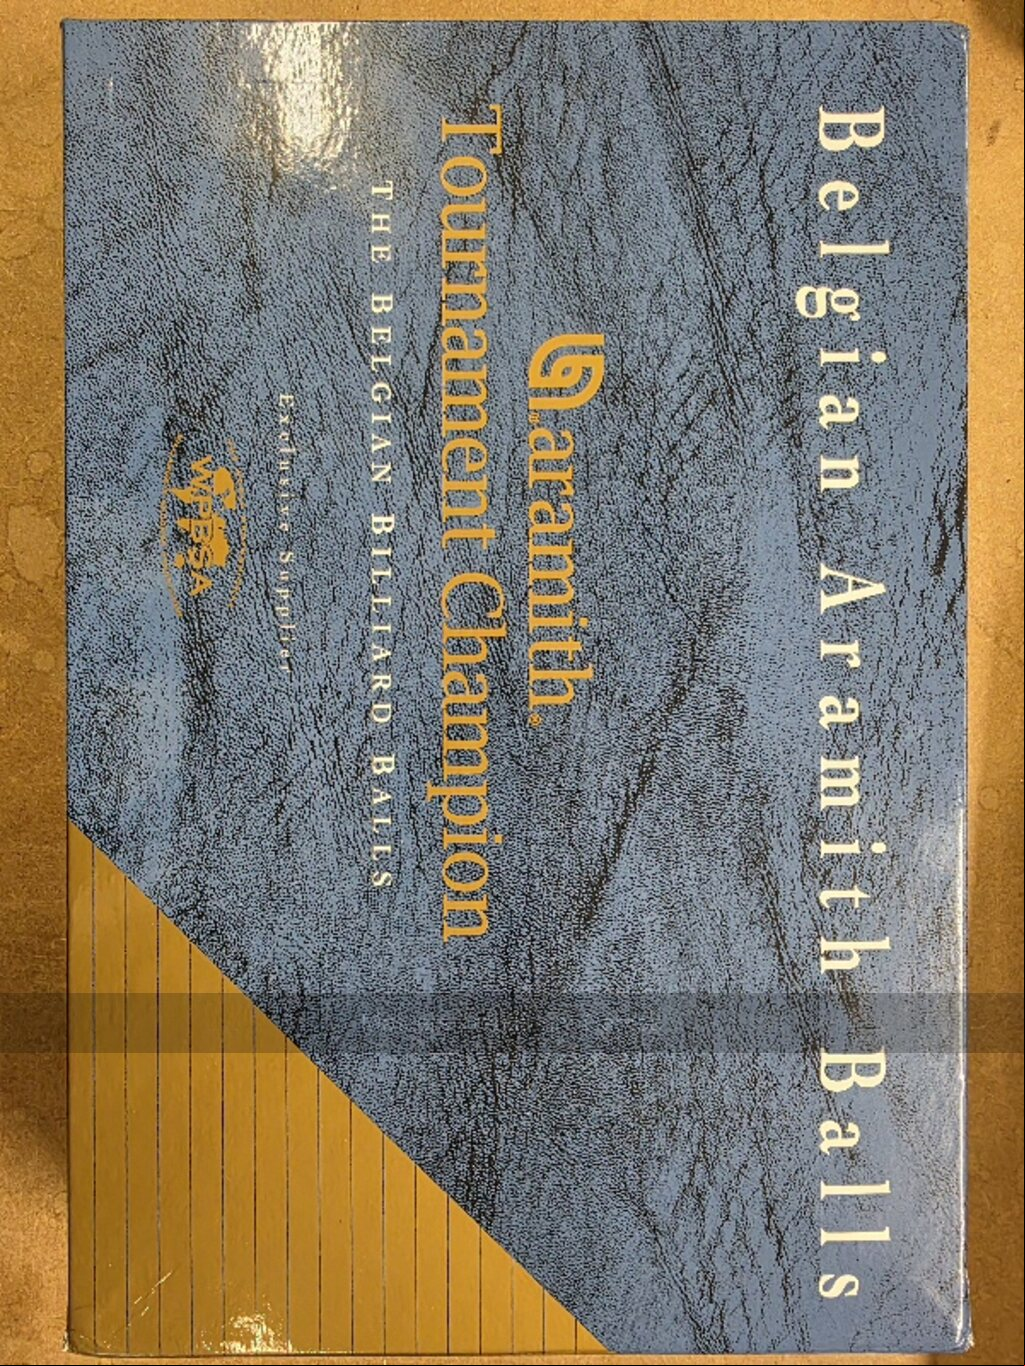 Belgian Aramith Balls
aramith®
Tournament Champion
THE BELGIAN BILLIARD BALLS
Exclusive Supplier
WPBSA